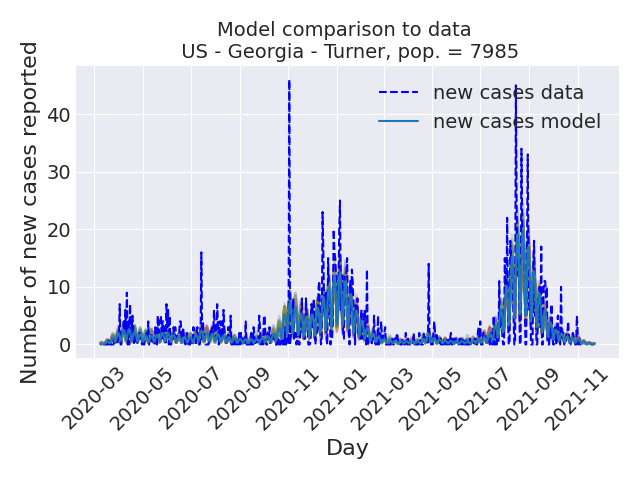 Model comparison to data
US - Georgia - Turner, pop. = 7985
Number of new cases reported
new cases data
new cases model
40
30
20
10
0
2020-03
2020-05
2020-07
2020-09
2020-11
2021-01
2021-03
2021-05
2021-07
2021-09
2021-11
Day